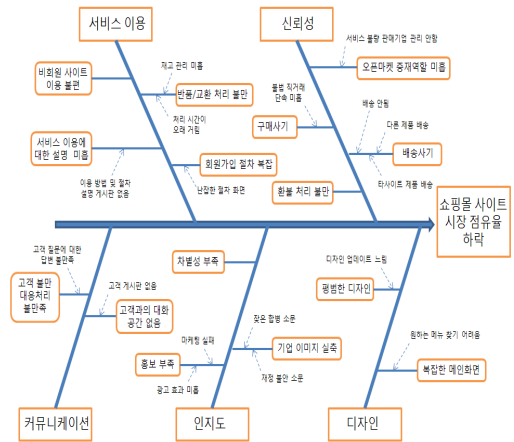 서비스 이용
신뢰성
서비스 불량 판매기업 관리 안함
재고 관리 미흡
비회원 사이트
이용 불편
오픈마켓 중재역할 미흡
반품/교환 처리 불만
불법 직거래
단속 미흡
배송 안됨
처리 시간이
오래 거림
구매사기
다른 제품 배송
서비스 이용에
대한 설명 미흡
배송사기
회원가입 절차 복잡
이용 방법 및 절차
설명 게시판 없음
난잡한 절차 화면
환불 처리 불만
타사이트 제품 배송
쇼핑몰 사이트
시장 점유율
하락
고객 질문에 대한
답변 불만족
차별성 부족
디자인 업데이트 느림
고객 불만
대응처리
불만족
고객 게시판 없음
평범한 디자인
고객과의 대화
공간 없음
잦은 합병 소문
마케팅 실패
원하는 메뉴 찾기 어려움
홍보 부족
기업 이미지 실축
광고 효과 미흡
재정 불안 소문
복잡한 메인화면
커뮤니케이션
인지도
디자인